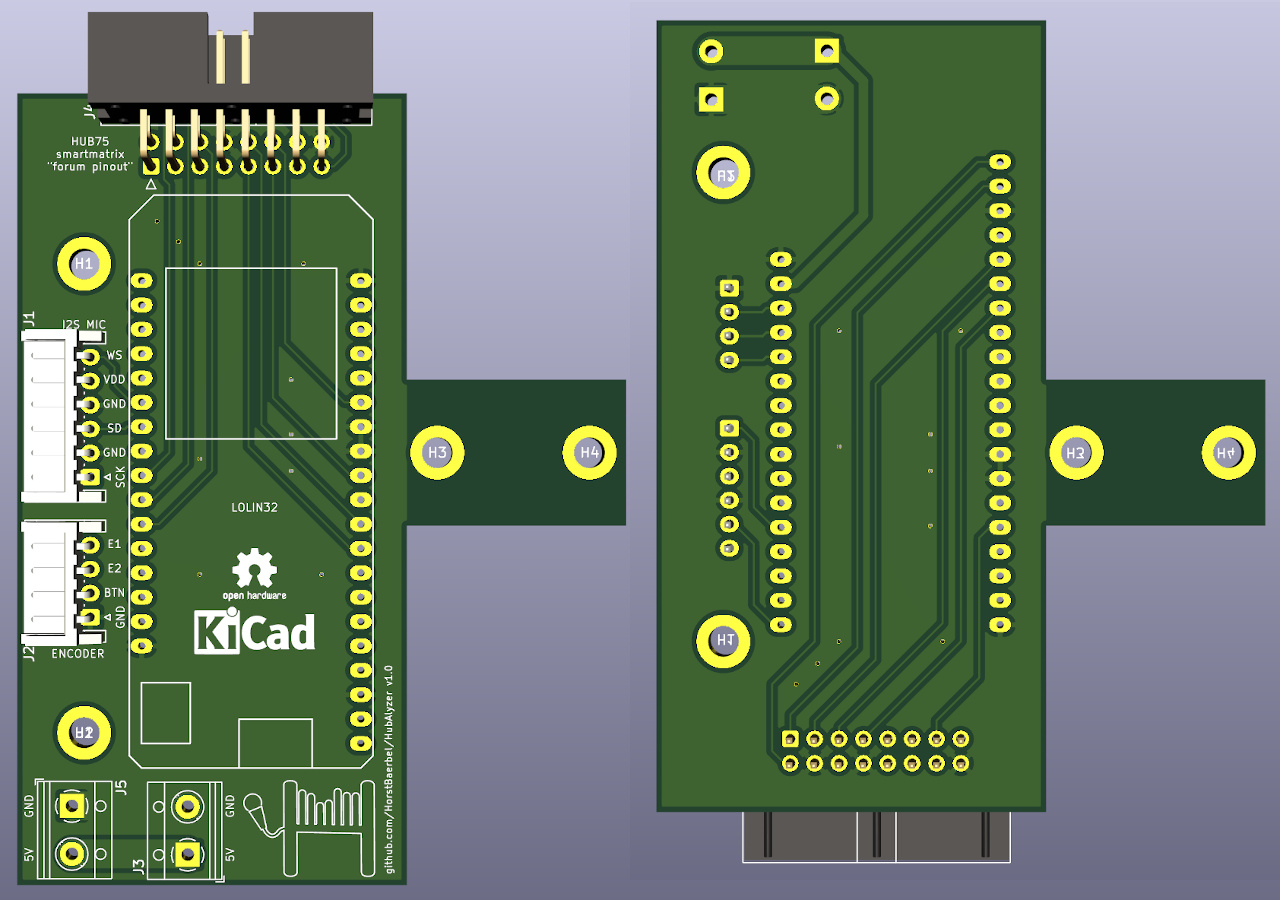 J4
HUB75
smartmatrix
"forum pinout"
H1
J1
I2S MIC
WS
VDD
GND
SD
GND
SCK
E1
E2
BTN
GND
J2
ENCODER
H2
LOLIN32
open hardware
KiCad
H3
H4
J5
GND
5V
J3
GND
5V
github.com/HorstBaerbel/HubAlyzer v1.0
H2
H1
H3
H4